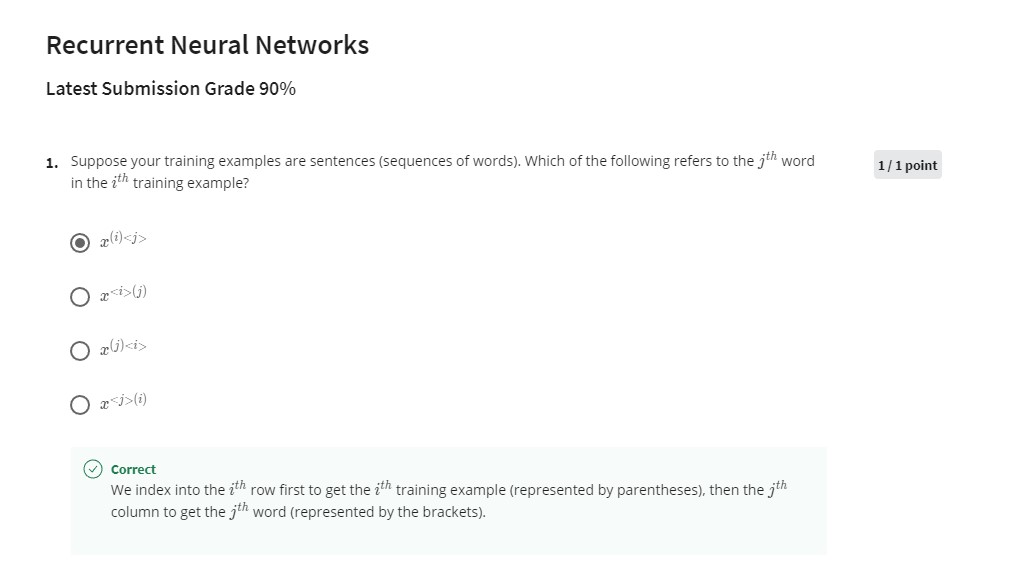 Recurrent Neural Networks
Latest Submission Grade 90%
1. Suppose your training examples are sentences (sequences of words). Which of the following refers to the j^{th} word
1 / 1 point
in the i^{th} training example?
x^{(i)<j>}
x^{<i>(j)}
x^{(j)<i>}
x^{<j>(i)}
Correct
We index into the i^{th} row first to get the i^{th} training example (represented by parentheses), then the j^{th}
column to get the j^{th} word (represented by the brackets).